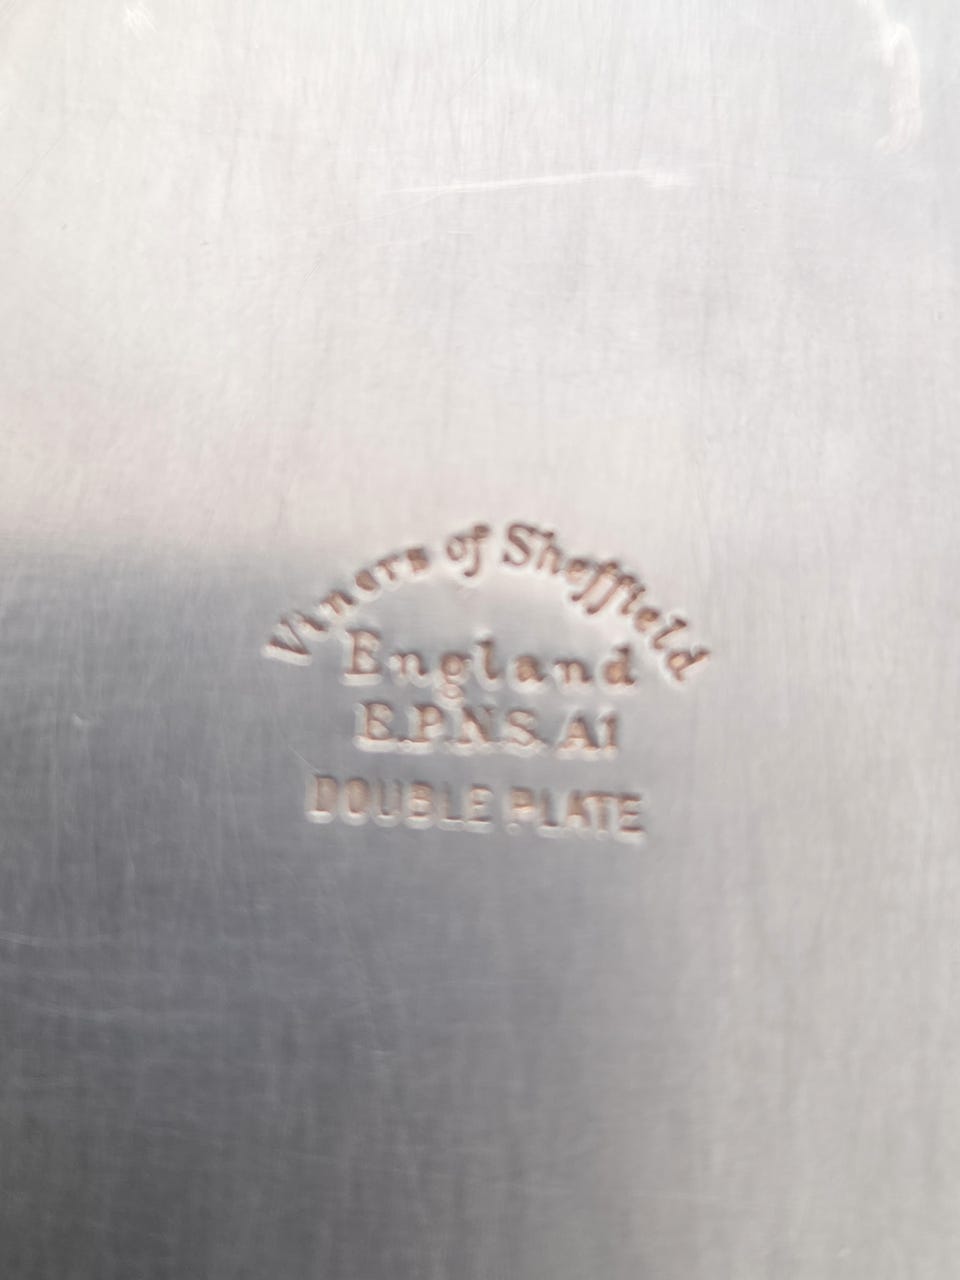 Viners of Sheffield
England
E.P.N.S. A1
DOUBLE PLATE